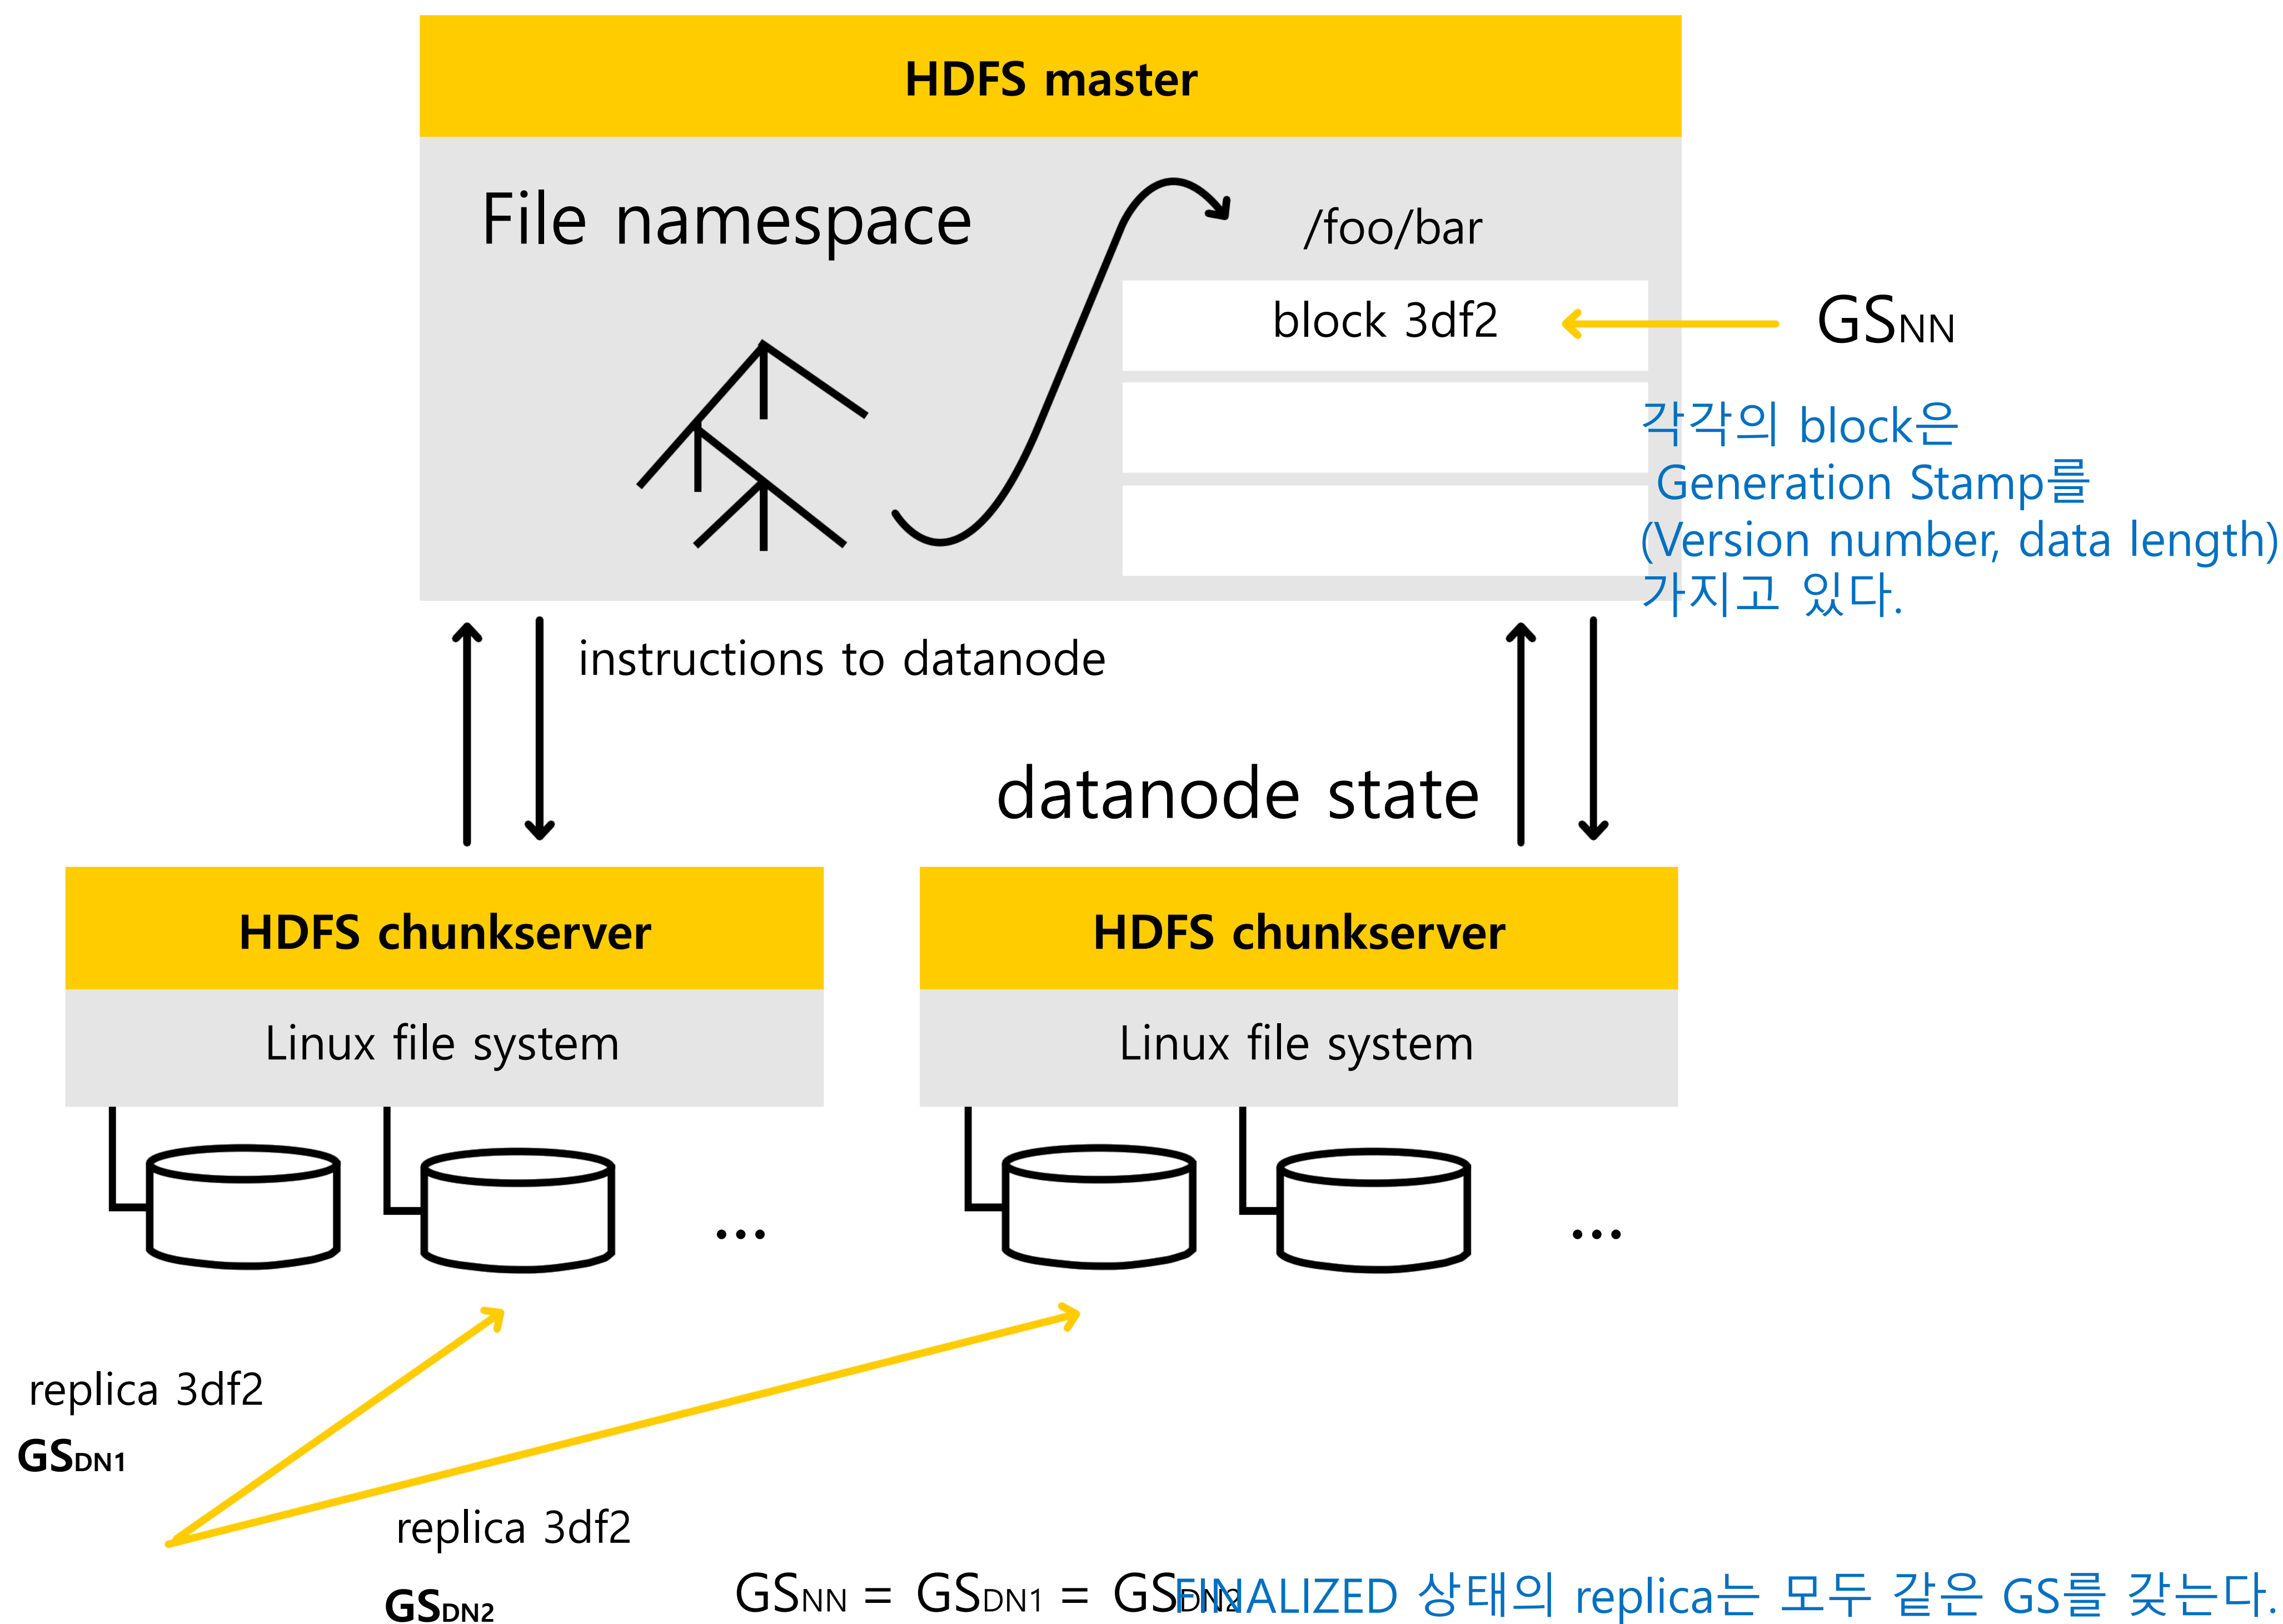 HDFS master
File namespace
/foo/bar
block 3df2
GSNN
각각의 block은
Generation Stamp를
(Version number, data length)
가지고 있다.
instructions to datanode
datanode state
HDFS chunkserver
HDFS chunkserver
Linux file system
Linux file system
...
...
replica 3df2
GSDN1
replica 3df2
GSDN2
GSNN = GSDN1 = GSDN2
FINALIZED 상태의 replica는 모두 같은 GS를 갖는다.